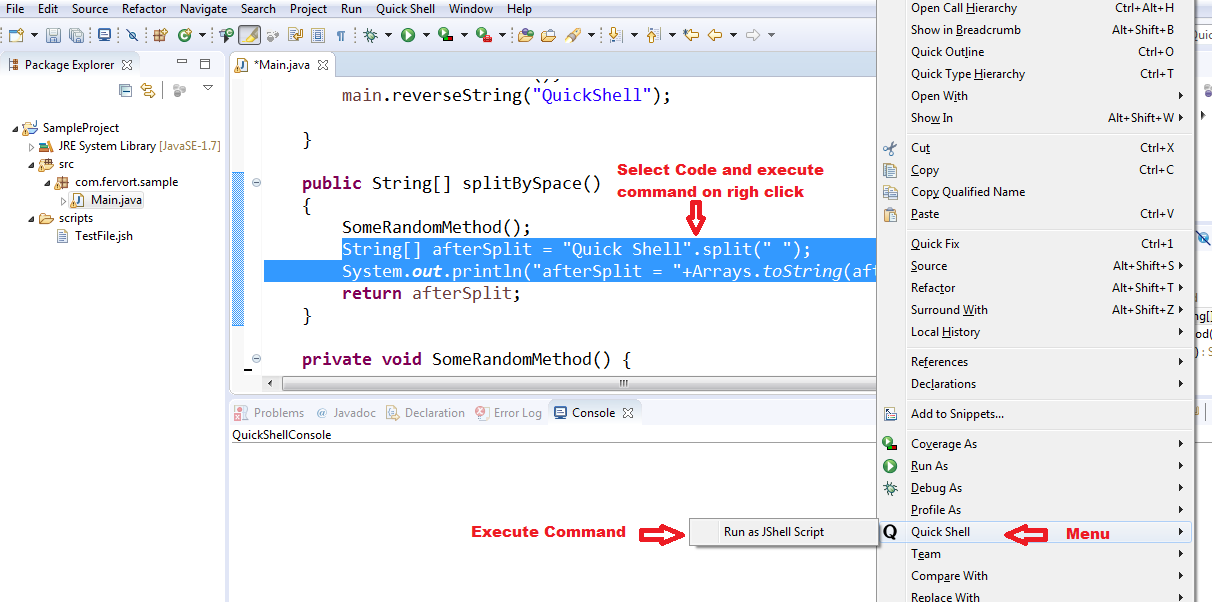 File Edit Source Refactor Navigate Search Project Run Quick Shell Window Help
Package Explorer
SampleProject
JRE System Library [JavaSE-1.7]
src
com.fervort.sample
Main.java
scripts
TestFile.jsh
*Main.java
main.reverseString("QuickShell");
}
public String[] splitBySpace()
{
SomeRandomMethod();
String[] afterSplit = "Quick Shell".split(" ");
System.out.println("afterSplit = "+Arrays.toString(aft
return afterSplit;
}
private void SomeRandomMethod() {
Select Code and execute
command on righ click
Problems @ Javadoc Declaration Error Log Console
QuickShellConsole
Execute Command
Run as JShell Script
Open Call Hierarchy Ctrl+Alt+H
Show in Breadcrumb Alt+Shift+B
Quick Outline Ctrl+O
Quick Type Hierarchy Ctrl+T
Open With
Show In Alt+Shift+W
Cut Ctrl+X
Copy Ctrl+C
Copy Qualified Name
Paste Ctrl+V
Quick Fix Ctrl+1
Source Alt+Shift+S
Refactor Alt+Shift+T
Surround With Alt+Shift+Z
Local History
References
Declarations
Add to Snippets...
Coverage As
Run As
Debug As
Profile As
Q Quick Shell
Menu
Team
Compare With
Replace With